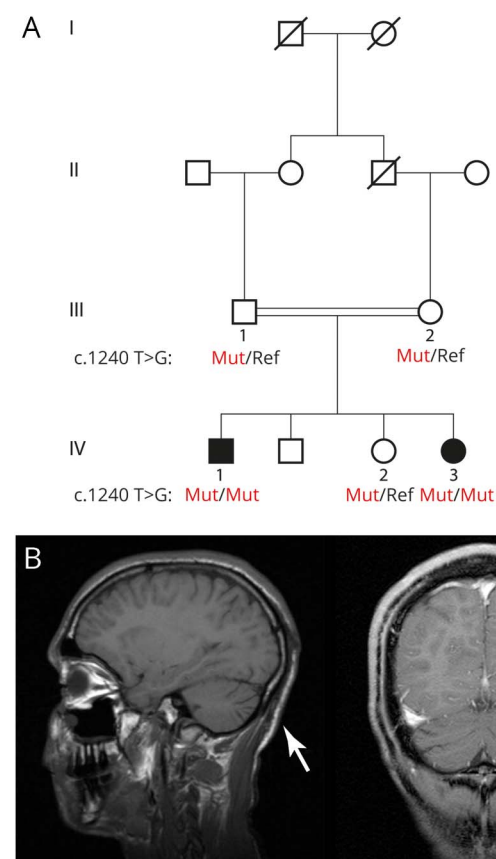 A
I
II
III
1
2
c.1240 T>G:
Mut/Ref
Mut/Ref
IV
1
2
3
c.1240 T>G:
Mut/Mut
Mut/Ref
Mut/Mut
B